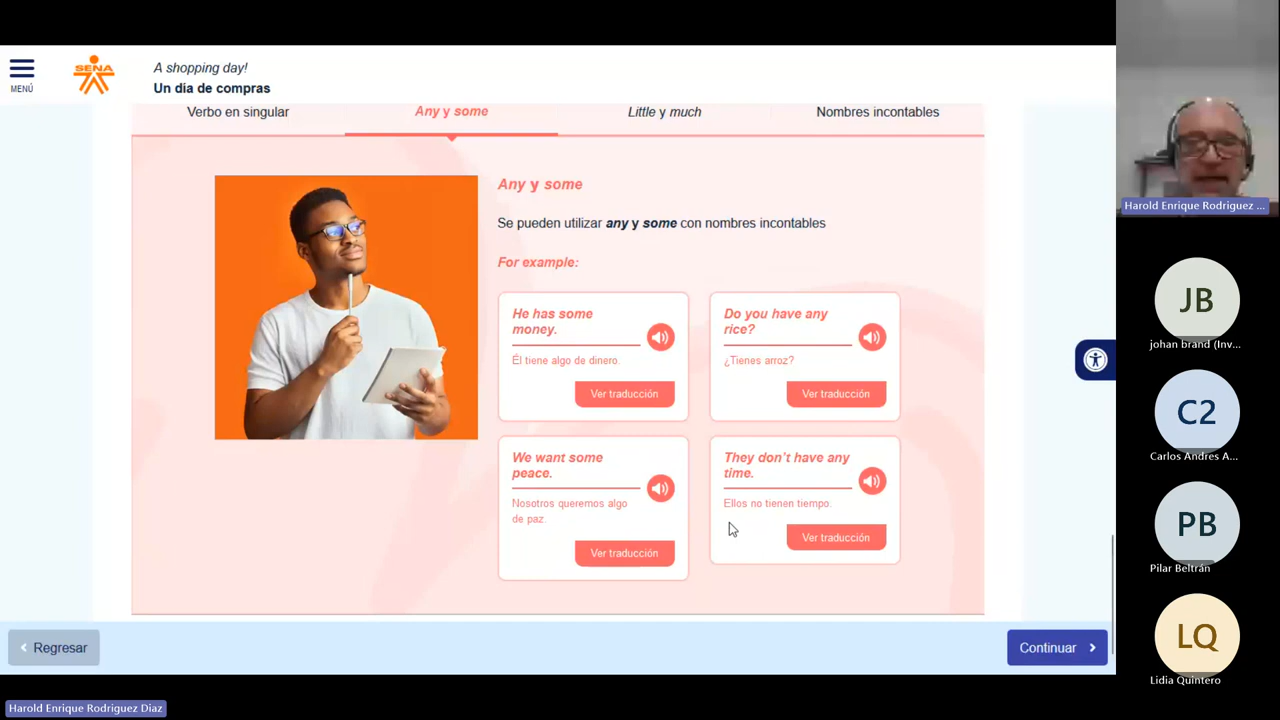 MENÚ
SENA
A shopping day!
Un dia de compras
Verbo en singular
Any y some
Little y much
Nombres incontables
Any y some
Se pueden utilizar any y some con nombres incontables
For example:
He has some
money.
Él tiene algo de dinero.
Ver traducción
Do you have any
rice?
¿Tienes arroz?
Ver traducción
We want some
peace.
Nosotros queremos algo
de paz.
Ver traducción
They don't have any
time.
Ellos no tienen tiempo.
Ver traducción
Regresar
Continuar
Harold Enrique Rodriguez Diaz
Harold Enrique Rodriguez ...
JB
johan brand (Inv...
C2
Carlos Andres A...
PB
Pilar Beltrán
LQ
Lidia Quintero